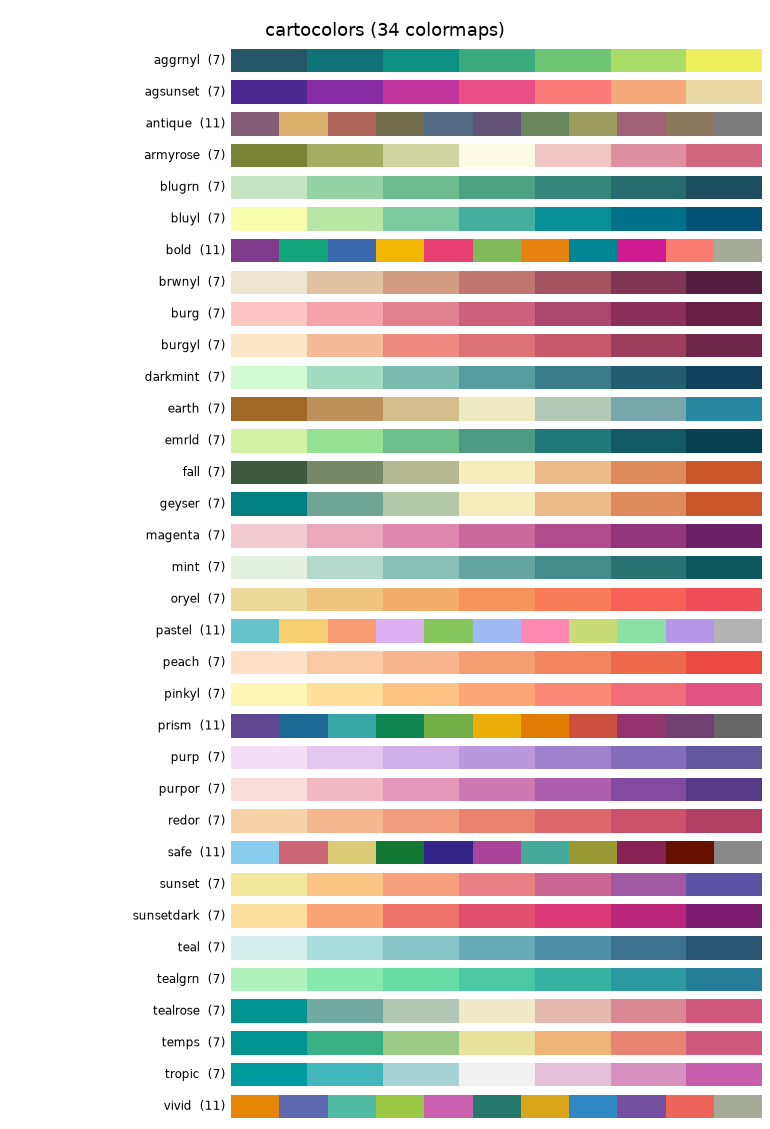 cartocolors (34 colormaps)
aggrnyl (7)
agsunset (7)
antique (11)
armyrose (7)
blugrn (7)
bluyl (7)
bold (11)
brwnyl (7)
burg (7)
burgyl (7)
darkmint (7)
earth (7)
emrld (7)
fall (7)
geyser (7)
magenta (7)
mint (7)
oryel (7)
pastel (11)
peach (7)
pinkyl (7)
prism (11)
purp (7)
purpor (7)
redor (7)
safe (11)
sunset (7)
sunsetdark (7)
teal (7)
tealgrn (7)
tealrose (7)
temps (7)
tropic (7)
vivid (11)